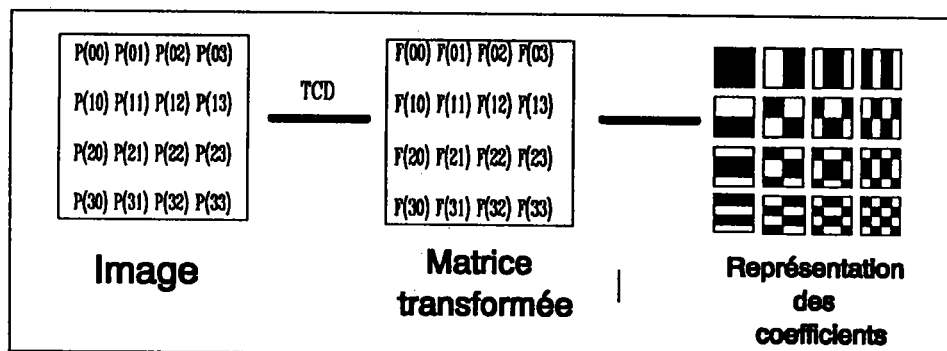 P(00) P(01) P(02) P(03)
P(10) P(11) P(12) P(13)
P(20) P(21) P(22) P(23)
P(30) P(31) P(32) P(33)
Image
TCD
F(00) F(01) F(02) F(03)
F(10) F(11) F(12) F(13)
F(20) F(21) F(22) F(23)
F(30) F(31) F(32) F(33)
Matrice
transformée
Représentation
des
coefficients